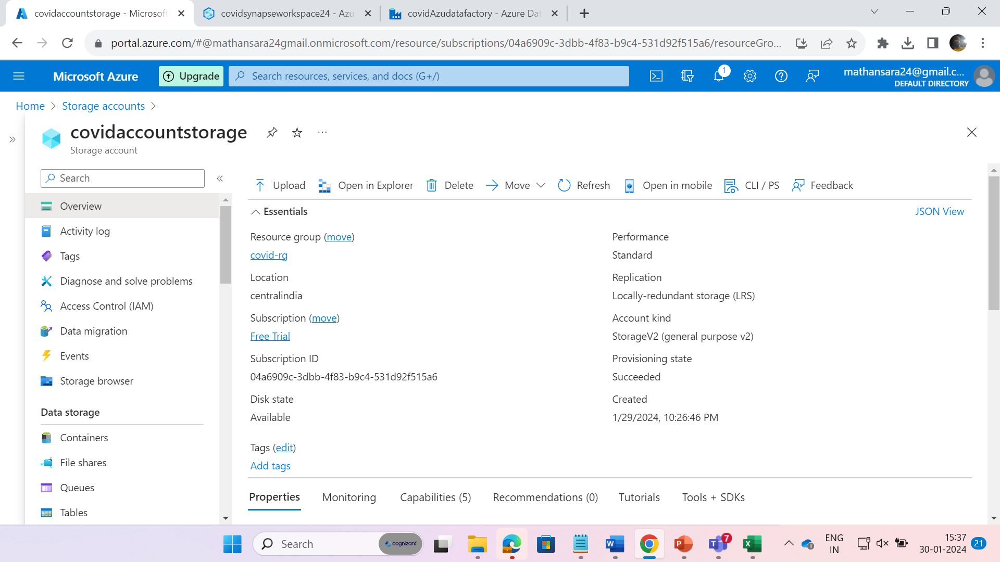 covidaccountstorage - Microsoft
covidsynapseworkspace24 - Azu
covidAzudatafactory - Azure Dat
portal.azure.com/#@mathansara24gmail.onmicrosoft.com/resource/subscriptions/04a6909c-3dbb-4f83-b9c4-531d92f515a6/resourceGro...
Microsoft Azure
Upgrade
Search resources, services, and docs (G+/)
1
mathansara24@gmail.c...
DEFAULT DIRECTORY
Home > Storage accounts >
covidaccountstorage
Storage account
Search
Overview
Activity log
Tags
Diagnose and solve problems
Access Control (IAM)
Data migration
Events
Storage browser
Data storage
Containers
File shares
Queues
Tables
Upload
Open in Explorer
Delete
Move
Refresh
Open in mobile
CLI / PS
Feedback
Essentials
JSON View
Resource group (move)
covid-rg
Location
centralindia
Subscription (move)
Free Trial
Subscription ID
04a6909c-3dbb-4f83-b9c4-531d92f515a6
Disk state
Available
Performance
Standard
Replication
Locally-redundant storage (LRS)
Account kind
StorageV2 (general purpose v2)
Provisioning state
Succeeded
Created
1/29/2024, 10:26:46 PM
Tags (edit)
Add tags
Properties
Monitoring
Capabilities (5)
Recommendations (0)
Tutorials
Tools + SDKs
Search
cognizant
W
P
T
7
X
ENG
IN
15:37
30-01-2024
21